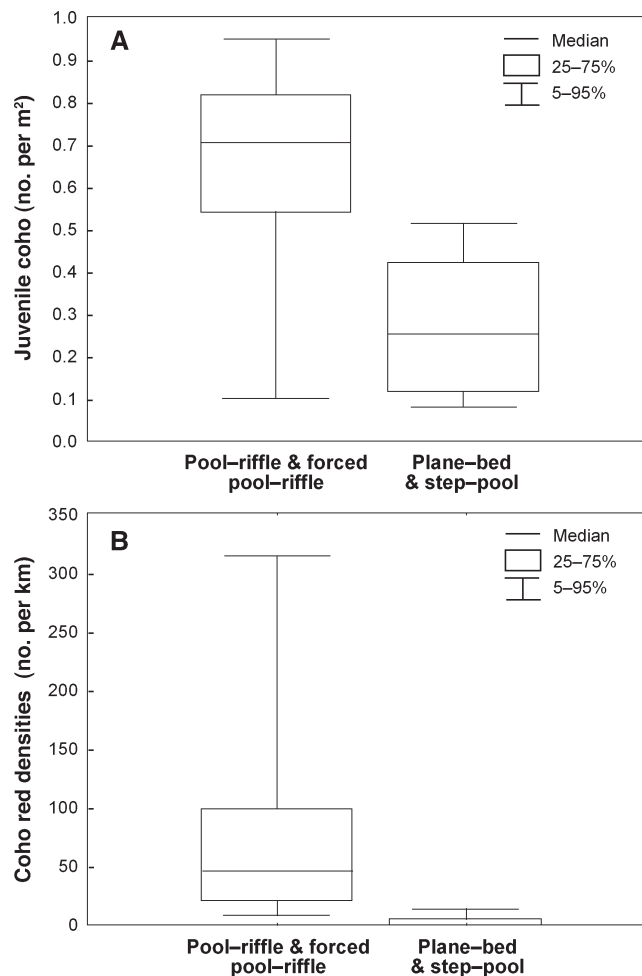 A
Median
25–75%
5–95%
1.0
0.9
0.8
0.7
0.6
0.5
0.4
0.3
0.2
0.1
0.0
Juvenile coho (no. per m²)
Pool–riffle & forced
pool–riffle
Plane–bed
& step–pool
B
Median
25–75%
5–95%
350
300
250
200
150
100
50
0
Coho red densities (no. per km)
Pool–riffle & forced
pool–riffle
Plane–bed
& step–pool